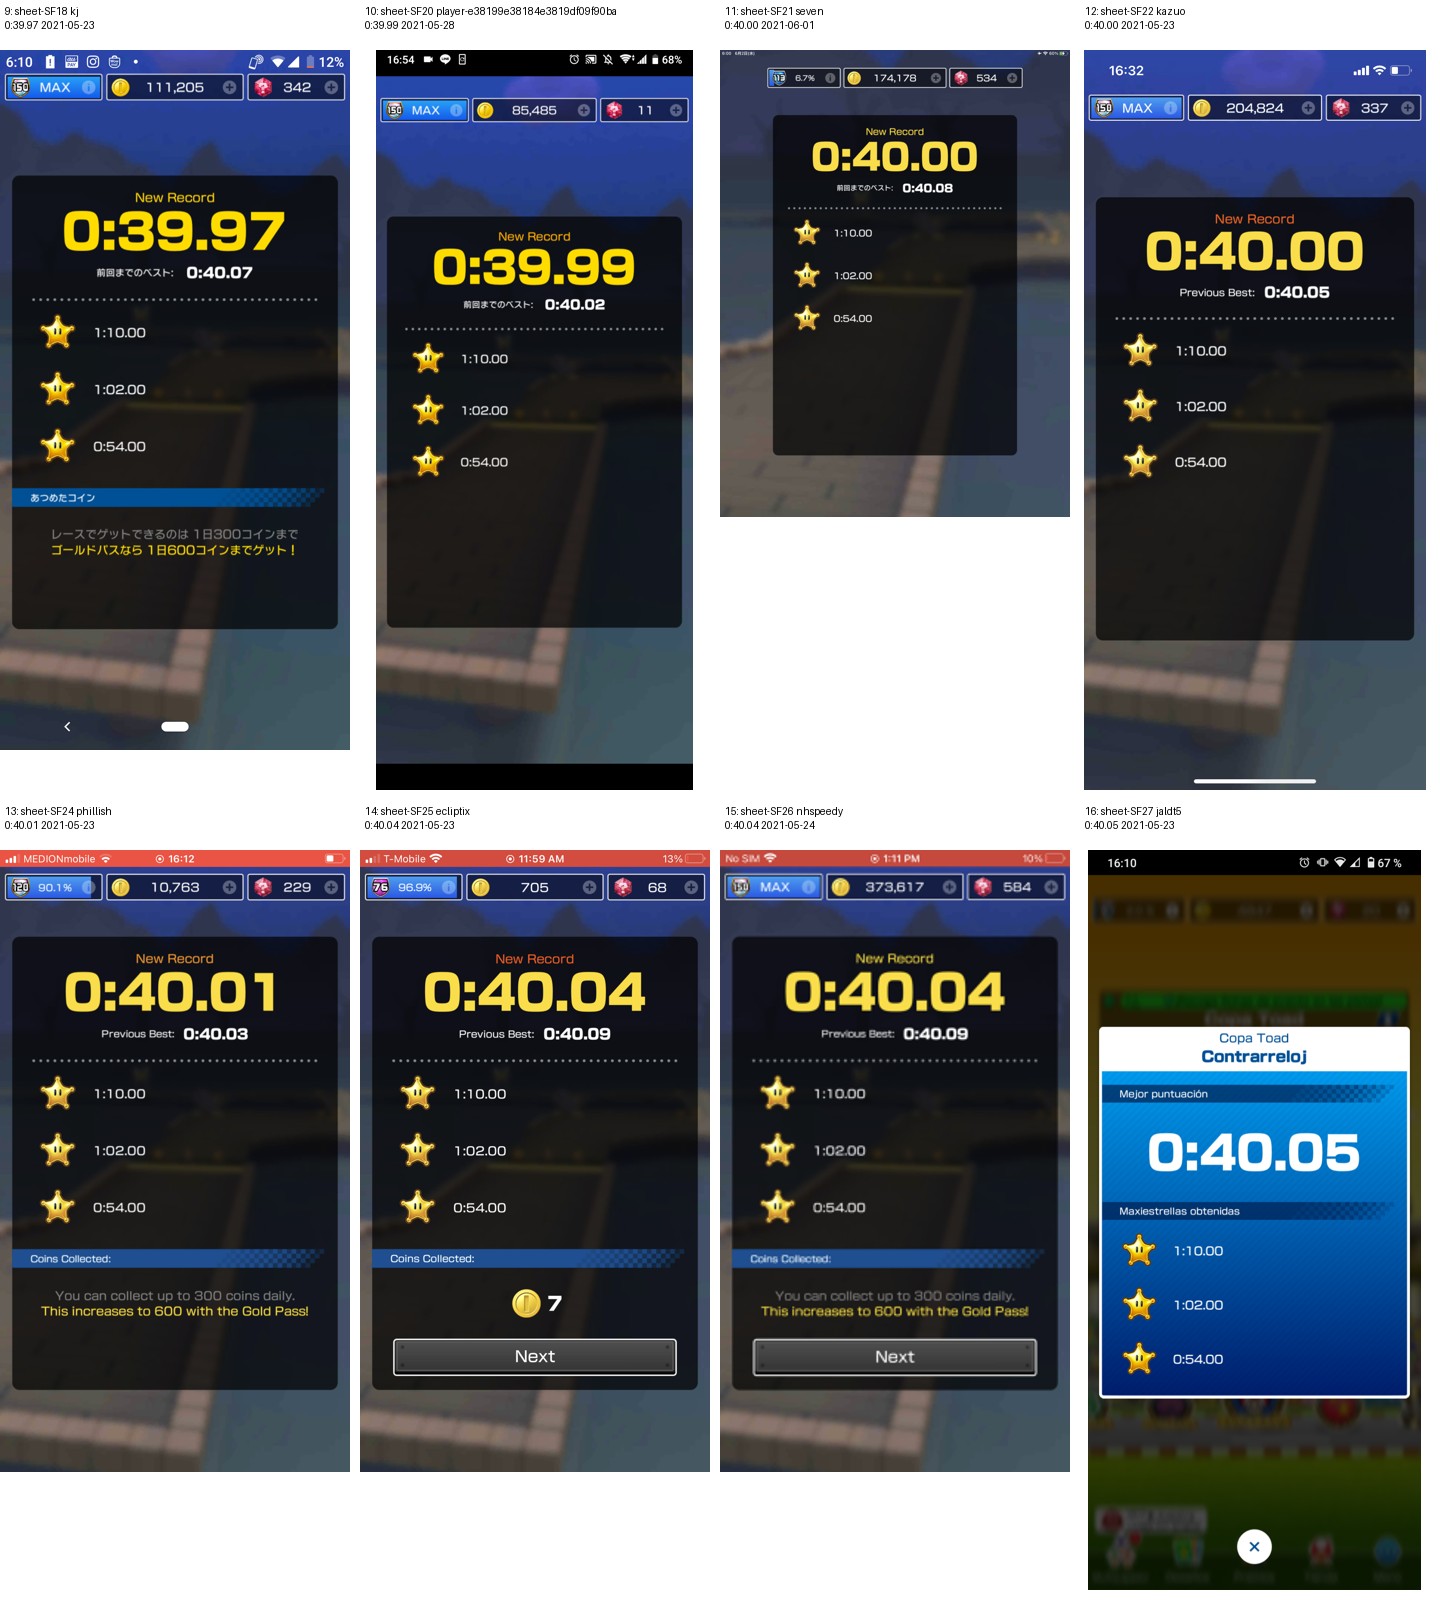 9: sheet-SF18 kj
0:39.97 2021-05-23
6:10
12%
150 MAX 111,205 342
New Record
0:39.97
前回までのベスト: 0:40.07
1:10.00
1:02.00
0:54.00
あつめたコイン
レースでゲットできるのは 1日300コインまで
ゴールドパスなら 1日600コインまでゲット！
10: sheet-SF20 player-e38199e38184e3819df09f90ba
0:39.99 2021-05-28
16:54
68%
150 MAX 85,485 11
New Record
0:39.99
前回までのベスト: 0:40.02
1:10.00
1:02.00
0:54.00
11: sheet-SF21 seven
0:40.00 2021-06-01
6.7% 174,178 534
New Record
0:40.00
前回までのベスト: 0:40.08
1:10.00
1:02.00
0:54.00
12: sheet-SF22 kazuo
0:40.00 2021-05-23
16:32
150 MAX 204,824 337
New Record
0:40.00
Previous Best: 0:40.05
1:10.00
1:02.00
0:54.00
13: sheet-SF24 phillish
0:40.01 2021-05-23
MEDIONmobile 16:12
120 90.1% 10,763 229
New Record
0:40.01
Previous Best: 0:40.03
1:10.00
1:02.00
0:54.00
Coins Collected:
You can collect up to 300 coins daily.
This increases to 600 with the Gold Pass!
14: sheet-SF25 ecliptix
0:40.04 2021-05-23
T-Mobile 11:59 AM 13%
76 96.9% 705 68
New Record
0:40.04
Previous Best: 0:40.09
1:10.00
1:02.00
0:54.00
Coins Collected:
7
Next
15: sheet-SF26 nhspeedy
0:40.04 2021-05-24
No SIM 1:11 PM 10%
150 MAX 373,617 584
New Record
0:40.04
Previous Best: 0:40.09
1:10.00
1:02.00
0:54.00
Coins Collected:
You can collect up to 300 coins daily.
This increases to 600 with the Gold Pass!
Next
16: sheet-SF27 jaldt5
0:40.05 2021-05-23
16:10
67 %
Copa Toad
Copa Toad
Contrarreloj
Mejor puntuación
0:40.05
Maxiestrellas obtenidas
1:10.00
1:02.00
0:54.00